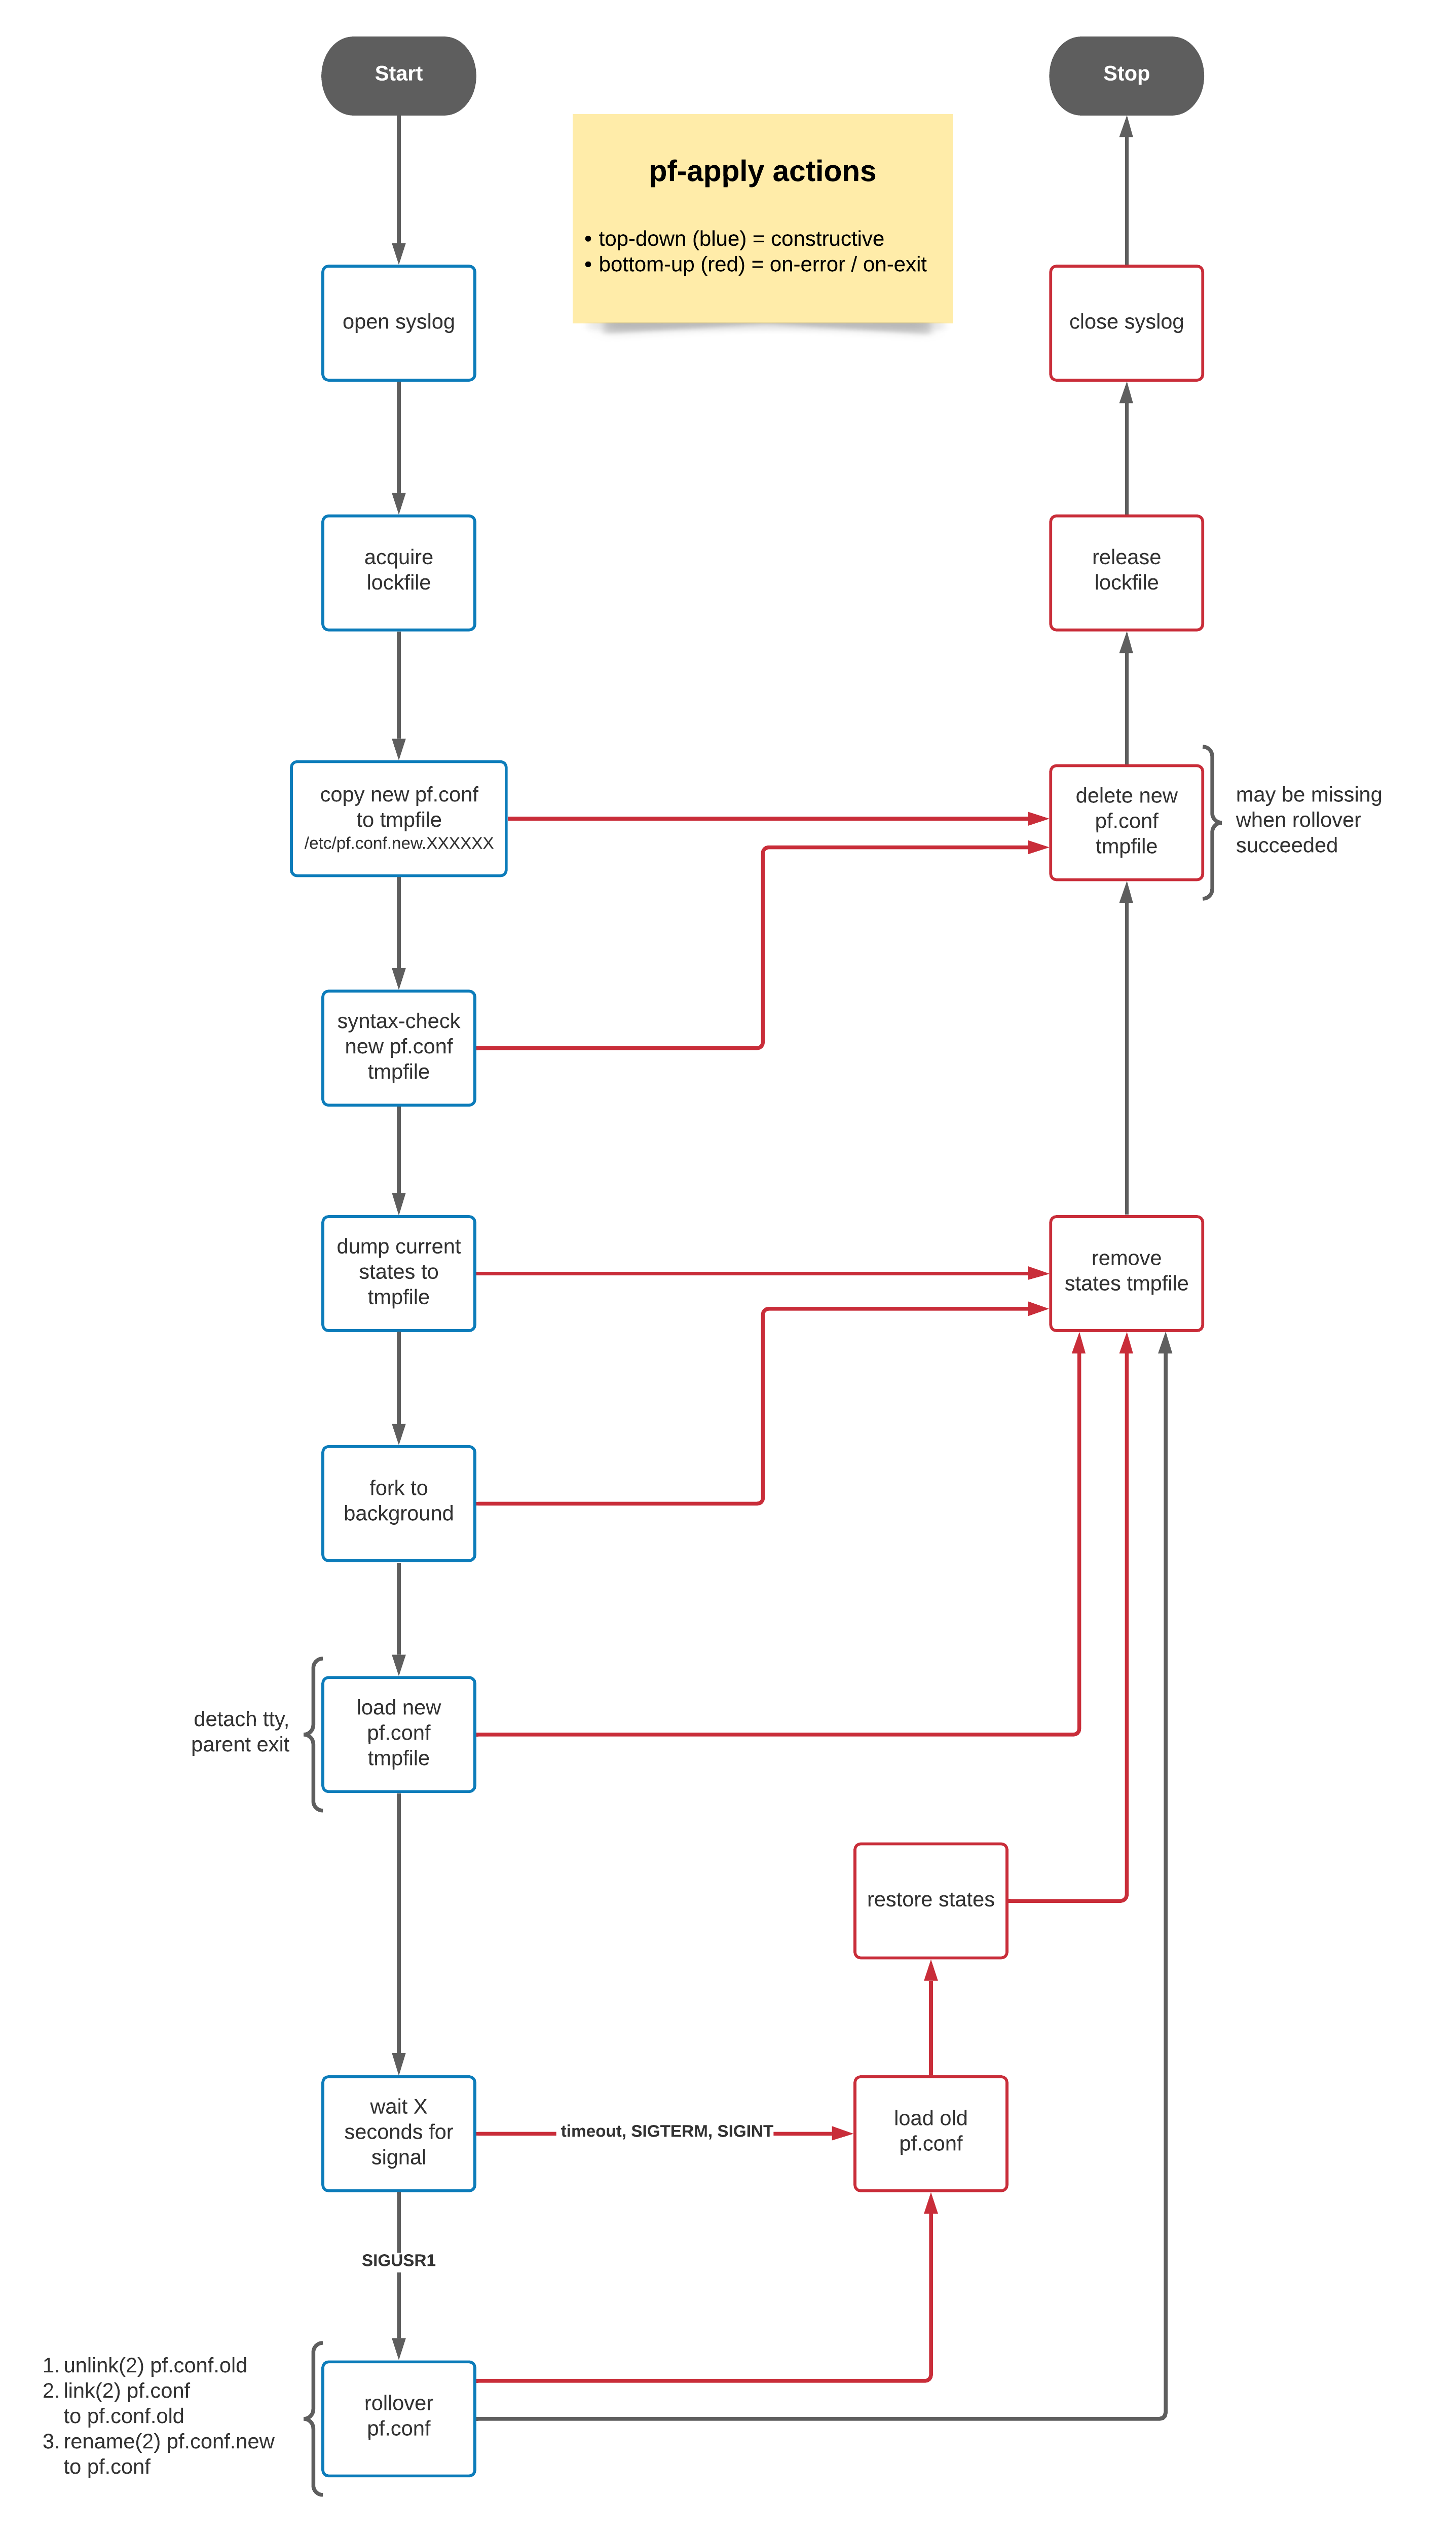 Start
Stop
pf-apply actions
• top-down (blue) = constructive
• bottom-up (red) = on-error / on-exit
open syslog
close syslog
acquire
lockfile
release
lockfile
copy new pf.conf
to tmpfile
/etc/pf.conf.new.XXXXXX
delete new
pf.conf
tmpfile
may be missing
when rollover
succeeded
syntax-check
new pf.conf
tmpfile
dump current
states to
tmpfile
remove
states tmpfile
fork to
background
detach tty,
parent exit
load new
pf.conf
tmpfile
restore states
wait X
seconds for
signal
timeout, SIGTERM, SIGINT
load old
pf.conf
SIGUSR1
1. unlink(2) pf.conf.old
2. link(2) pf.conf
to pf.conf.old
3. rename(2) pf.conf.new
to pf.conf
rollover
pf.conf